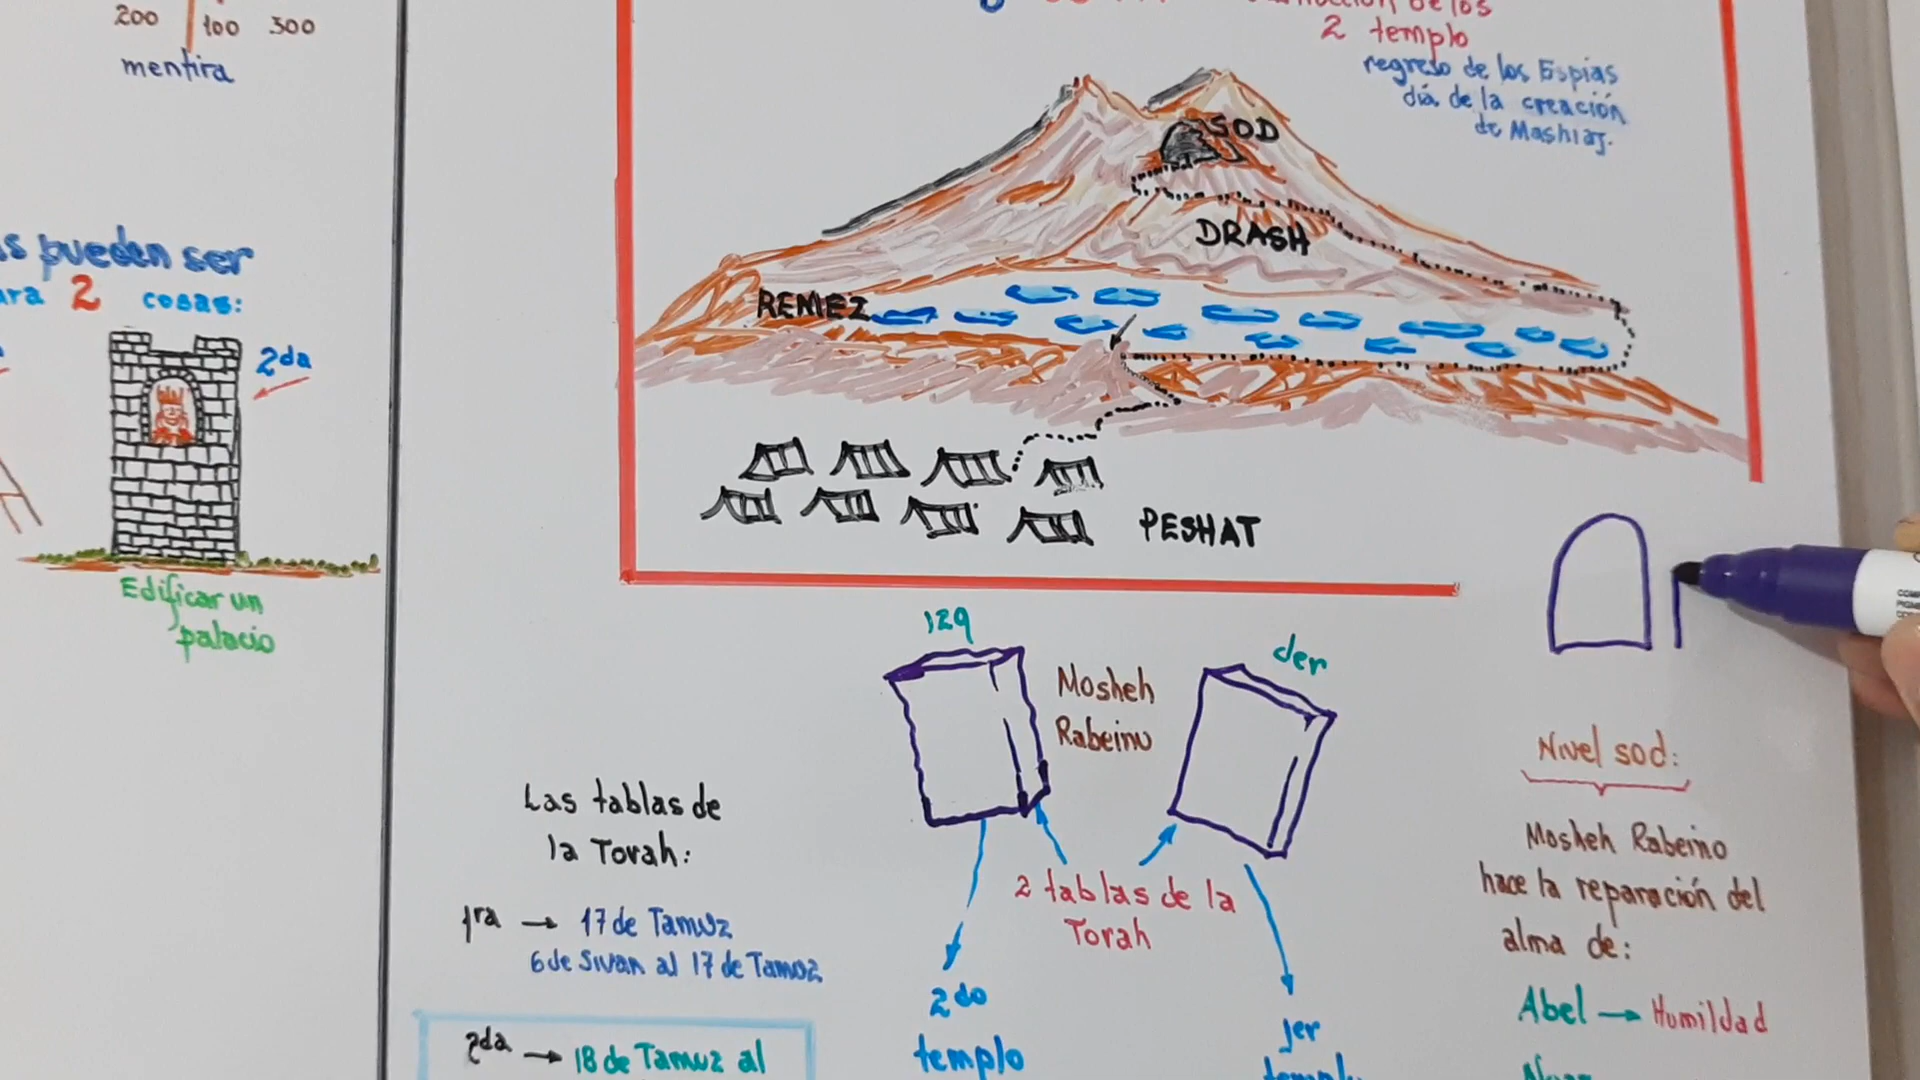 200 100 300
mentira
pueden ser
2 cosas:
2da
Edificar un
palacio
de los
2 templo
regreso de los Espias
día de la creación
de Mashiaj.
SOD
DRASH
REMEZ
PESHAT
izq
der
Mosheh
Rabeinu
Las tablas de
la Torah:
1ra → 17 de Tamuz
6 de Sivan al 17 de Tamuz
2da → 18 de Tamuz al
2 tablas de la
Torah
2do
templo
1er
templo
Nivel sod:
Mosheh Rabeino
hace la reparación del
alma de:
Abel → Humildad